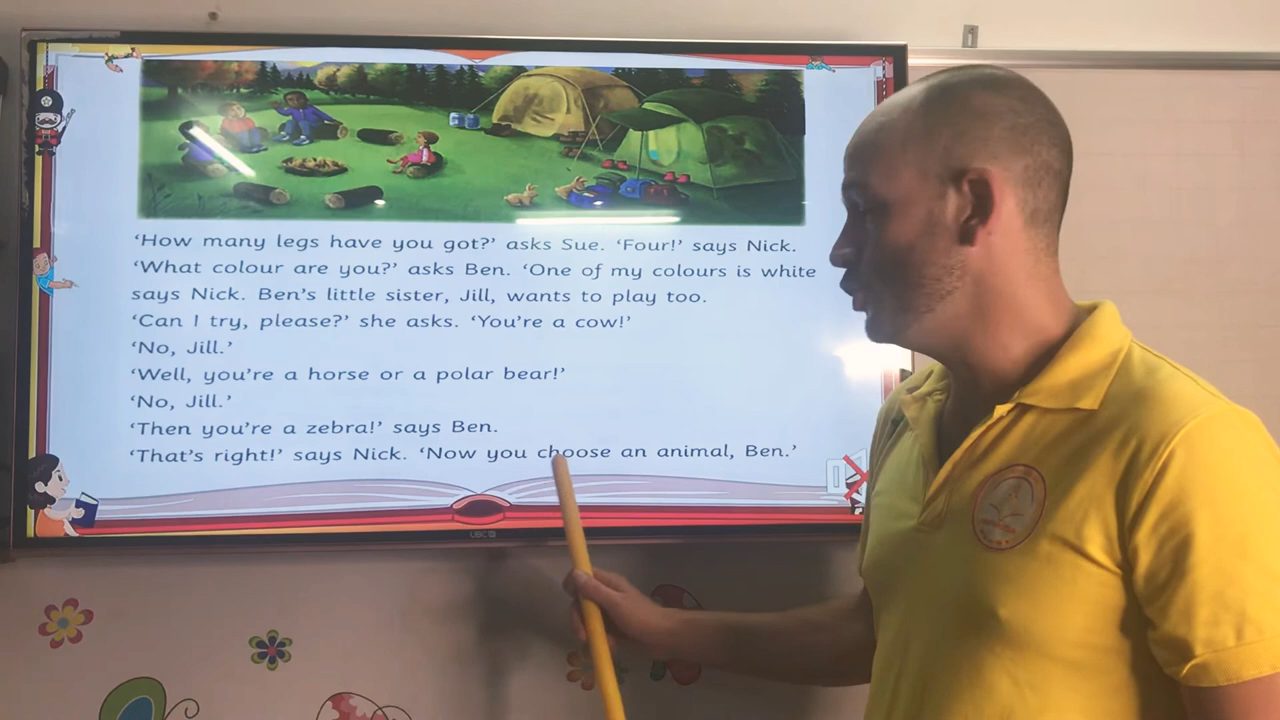 ‘How many legs have you got?’ asks Sue. ‘Four!’ says Nick.
‘What colour are you?’ asks Ben. ‘One of my colours is white
says Nick. Ben’s little sister, Jill, wants to play too.
‘Can I try, please?’ she asks. ‘You’re a cow!’
‘No, Jill.’
‘Well, you’re a horse or a polar bear!’
‘No, Jill.’
‘Then you’re a zebra!’ says Ben.
‘That’s right!’ says Nick. ‘Now you choose an animal, Ben.’